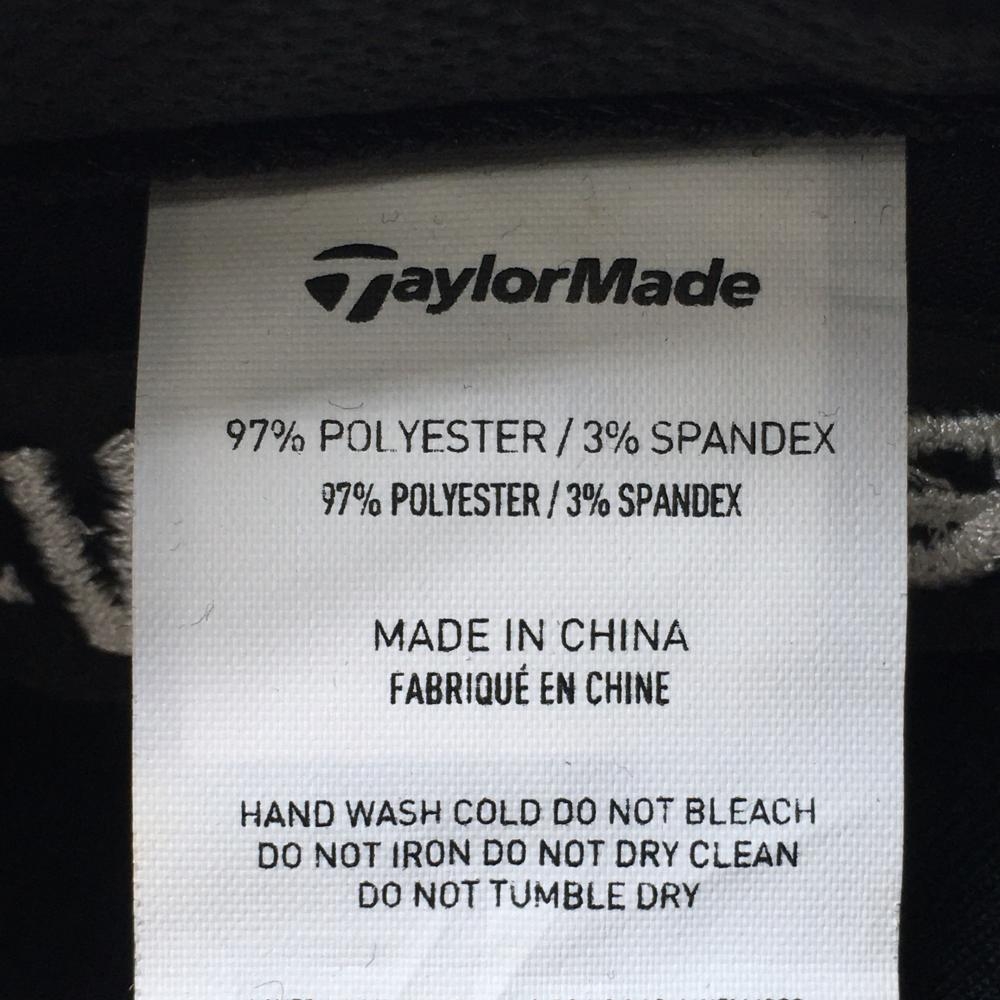 TaylorMade
97% POLYESTER / 3% SPANDEX
97% POLYESTER / 3% SPANDEX
MADE IN CHINA
FABRIQUÉ EN CHINE
HAND WASH COLD DO NOT BLEACH
DO NOT IRON DO NOT DRY CLEAN
DO NOT TUMBLE DRY